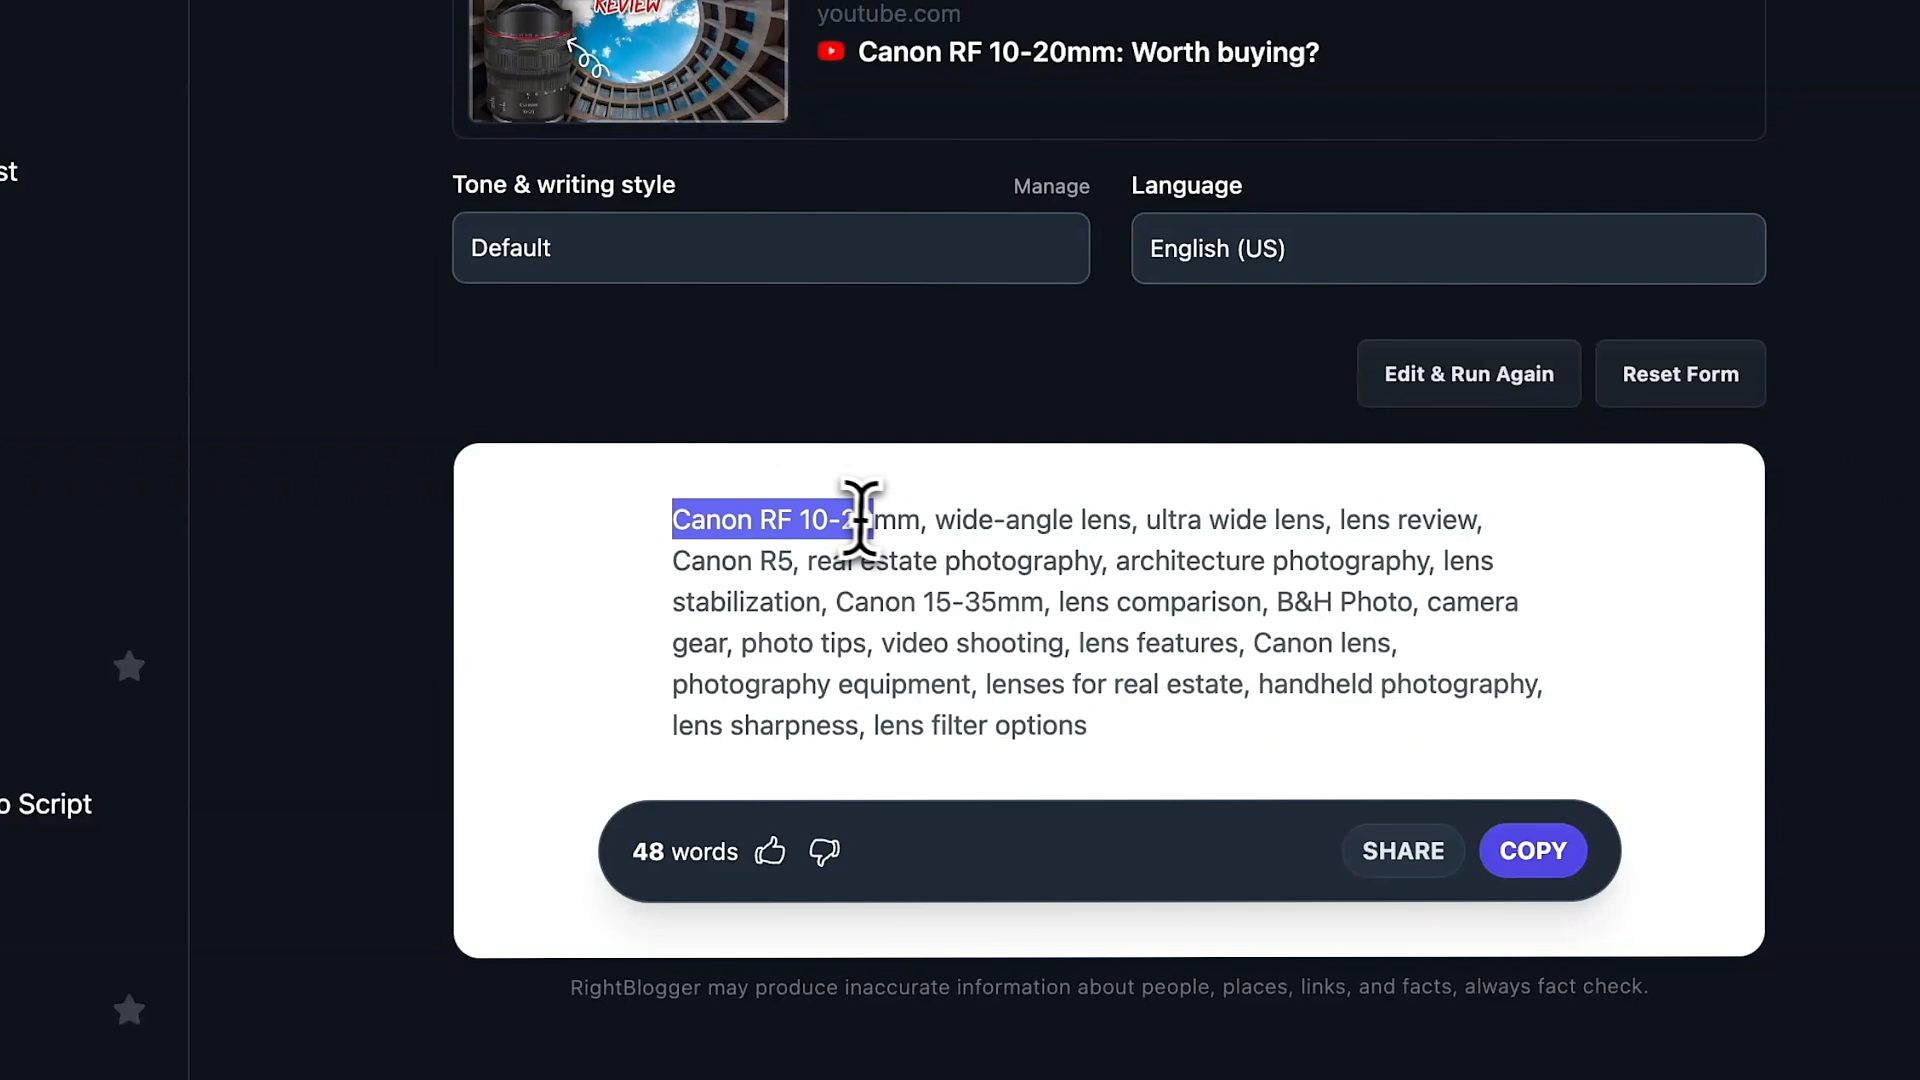 REVIEW
youtube.com
Canon RF 10-20mm: Worth buying?
st
Tone & writing style
Manage
Language
Default
English (US)
Edit & Run Again
Reset Form
Canon RF 10-20mm, wide-angle lens, ultra wide lens, lens review,
Canon R5, real estate photography, architecture photography, lens
stabilization, Canon 15-35mm, lens comparison, B&H Photo, camera
gear, photo tips, video shooting, lens features, Canon lens,
photography equipment, lenses for real estate, handheld photography,
lens sharpness, lens filter options
o Script
48 words
SHARE
COPY
RightBlogger may produce inaccurate information about people, places, links, and facts, always fact check.